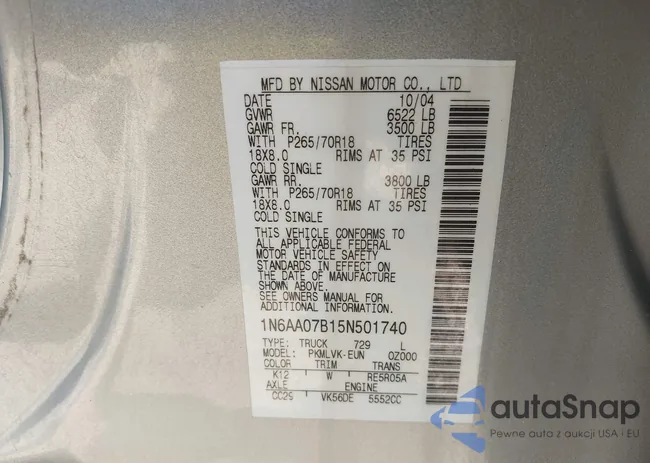 MFD BY NISSAN MOTOR CO., LTD
DATE 10/04
GVWR 6522 LB
GAWR FR. 3500 LB
WITH P265/70R18 TIRES
18X8.0 RIMS AT 35 PSI
COLD SINGLE
GAWR RR. 3800 LB
WITH P265/70R18 TIRES
18X8.0 RIMS AT 35 PSI
COLD SINGLE
THIS VEHICLE CONFORMS TO
ALL APPLICABLE FEDERAL
MOTOR VEHICLE SAFETY
STANDARDS IN EFFECT ON
THE DATE OF MANUFACTURE
SHOWN ABOVE.
SEE OWNERS MANUAL FOR
ADDITIONAL INFORMATION.
1N6AA07B15N501740
TYPE: TRUCK 729 L
MODEL: PKMLVK-EUN 0Z000
COLOR TRIM TRANS
K12 W RE5R05A
AXLE ENGINE
CC29 VK56DE 5552CC
autaSnap
Pewne auta z aukcji USA i EU